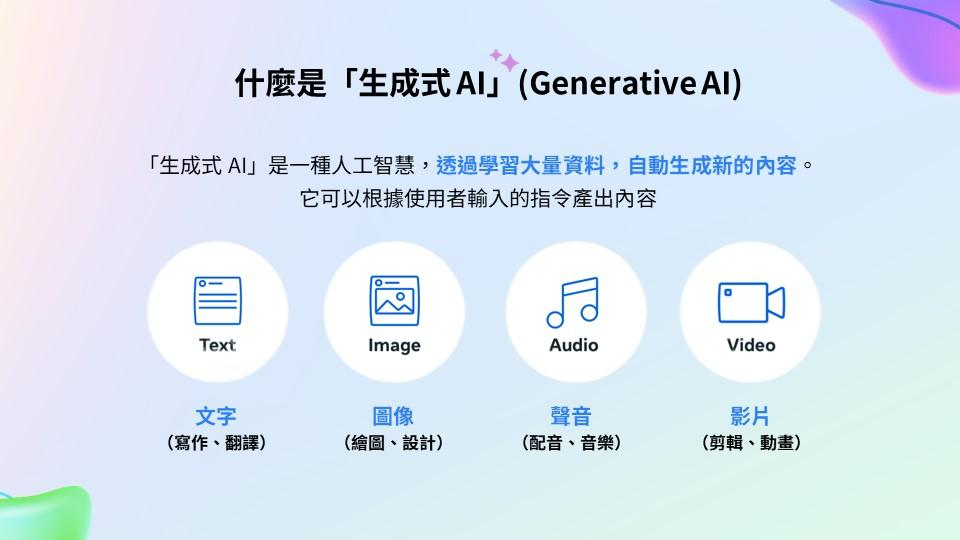 什麼是「生成式 AI」(Generative AI)
「生成式 AI」是一種人工智慧，透過學習大量資料，自動生成新的內容。
它可以根據使用者輸入的指令產出內容
Text
Image
Audio
Video
文字
圖像
聲音
影片
（寫作、翻譯）
（繪圖、設計）
（配音、音樂）
（剪輯、動畫）